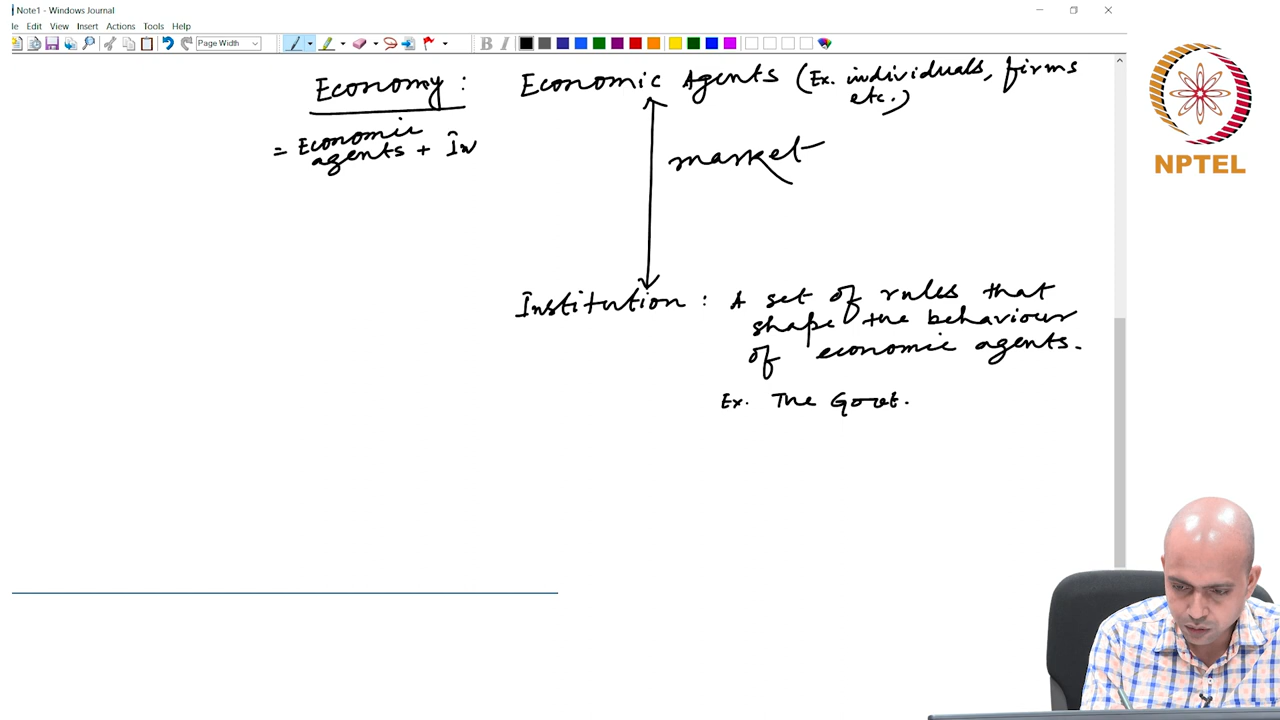 Note1 - Windows Journal
le Edit View Insert Actions Tools Help
Page Width
B I
Economy : Economic Agents (Ex. individuals, firms
etc.)
= Economic
agents + In
market
Institution : A set of rules that
shape the behaviour
of economic agents.
Ex. The Govt.
NPTEL